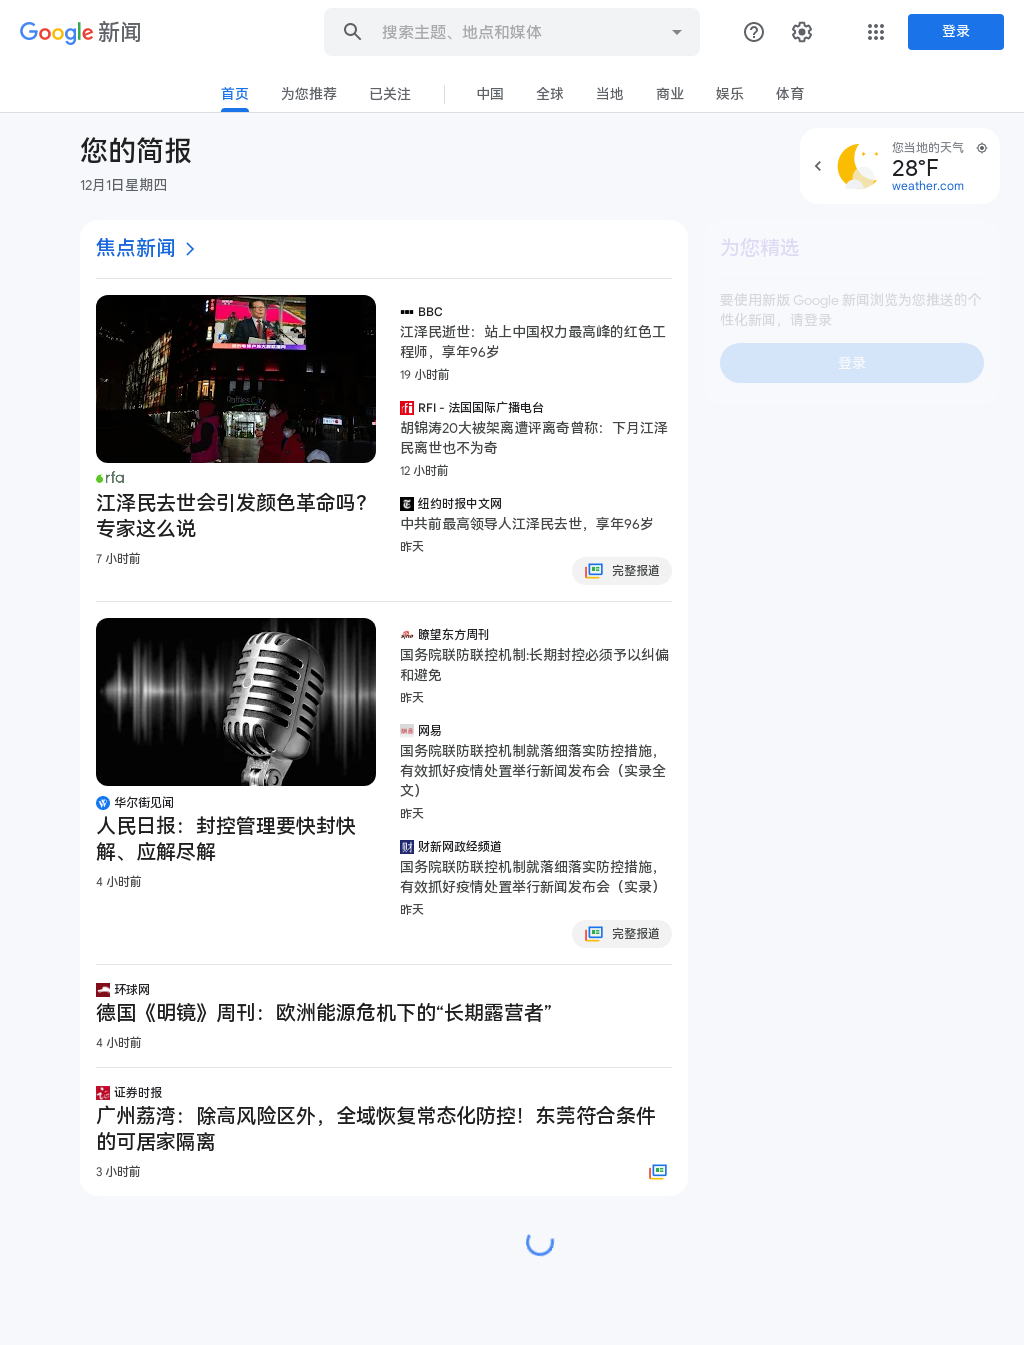 Google 新闻
搜索主题、地点和媒体
登录
首页
为您推荐
已关注
中国
全球
当地
商业
娱乐
体育
您的简报
12月1日星期四
您当地的天气
28°F
weather.com
焦点新闻
Raffles City
rfa
江泽民去世会引发颜色革命吗?
专家这么说
7 小时前
BBC
江泽民逝世：站上中国权力最高峰的红色工
程师，享年96岁
19 小时前
RFI - 法国国际广播电台
胡锦涛20大被架离遭评离奇曾称：下月江泽
民离世也不为奇
12 小时前
纽约时报中文网
中共前最高领导人江泽民去世，享年96岁
昨天
完整报道
华尔街见闻
人民日报：封控管理要快封快
解、应解尽解
4 小时前
瞭望东方周刊
国务院联防联控机制:长期封控必须予以纠偏
和避免
昨天
网易
国务院联防联控机制就落细落实防控措施，
有效抓好疫情处置举行新闻发布会（实录全
文）
昨天
财新网政经频道
国务院联防联控机制就落细落实防控措施，
有效抓好疫情处置举行新闻发布会（实录）
昨天
完整报道
环球网
德国《明镜》周刊：欧洲能源危机下的“长期露营者”
4 小时前
证券时报
广州荔湾：除高风险区外，全域恢复常态化防控！东莞符合条件
的可居家隔离
3 小时前
为您精选
要使用新版 Google 新闻浏览为您推送的个
性化新闻，请登录
登录